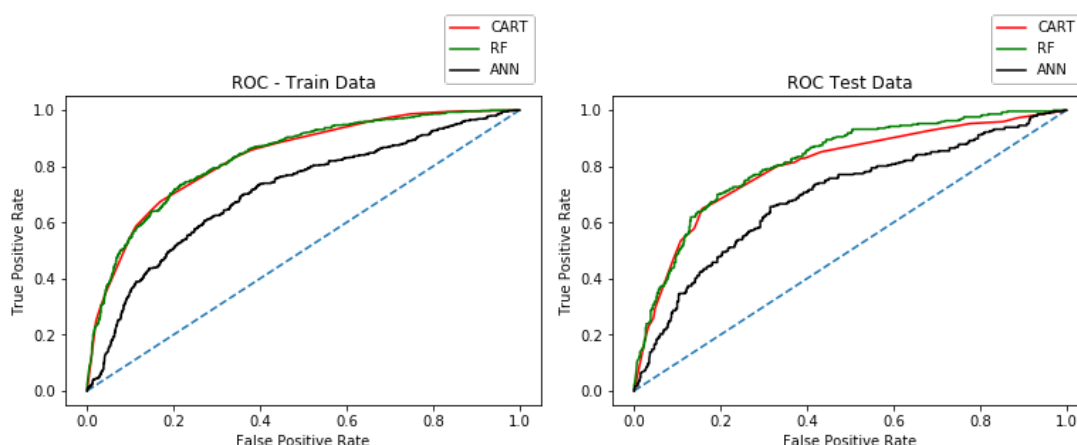 CART
RF
ANN
ROC - Train Data
True Positive Rate
1.0
0.8
0.6
0.4
0.2
0.0
0.0 0.2 0.4 0.6 0.8 1.0
False Positive Rate
CART
RF
ANN
ROC Test Data
True Positive Rate
1.0
0.8
0.6
0.4
0.2
0.0
0.0 0.2 0.4 0.6 0.8 1.0
False Positive Rate